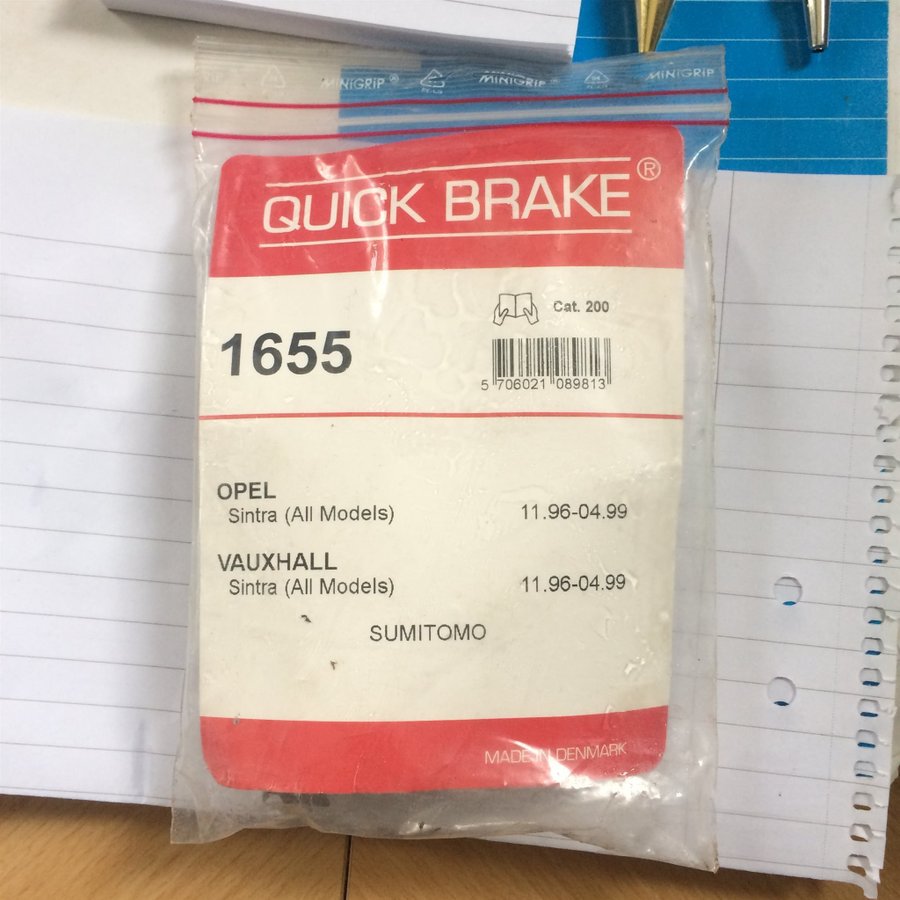 MINIGRIP® MINIGRIP® MINIGRIP
QUICK BRAKE®
Cat. 200
1655
5 706021 089813
OPEL
Sintra (All Models) 11.96-04.99
VAUXHALL
Sintra (All Models) 11.96-04.99
SUMITOMO
MADE IN DENMARK